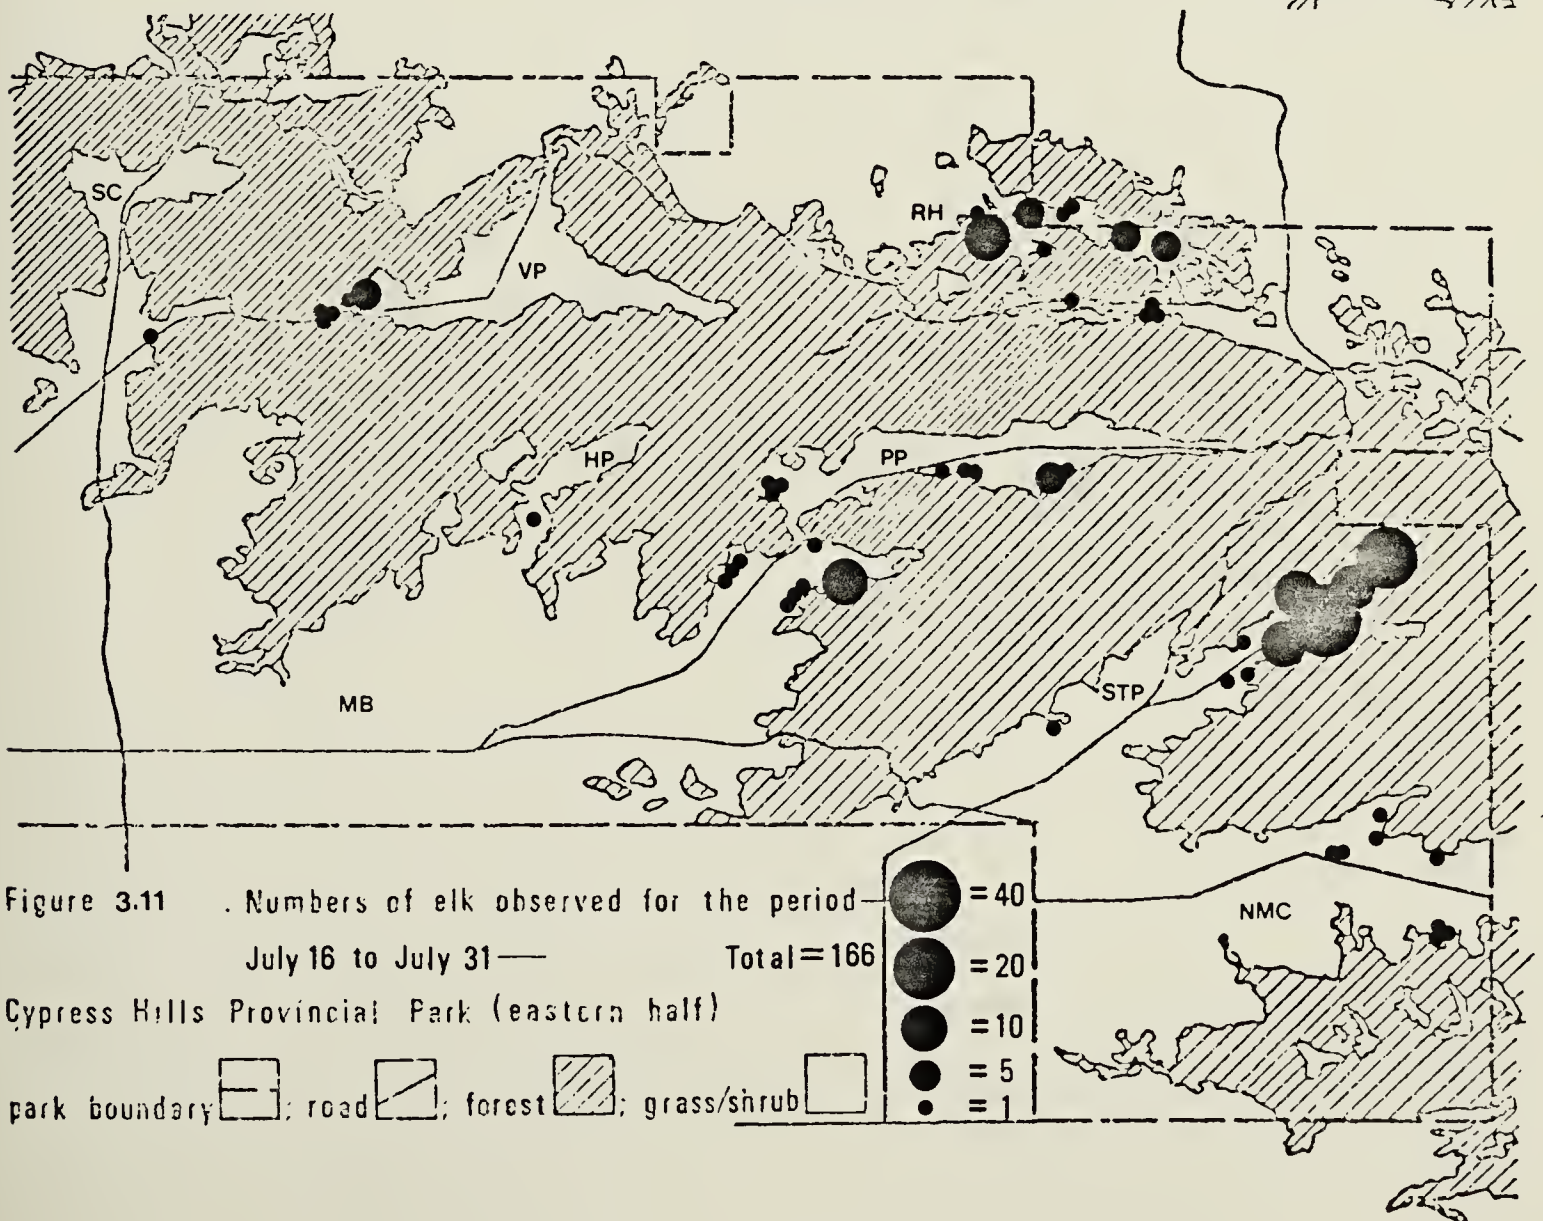 SC
VP
RH
HP
PP
MB
STP
NMC
Figure 3.11 . Numbers of elk observed for the period
July 16 to July 31 — Total = 166
Cypress Hills Provincial Park (eastern half)
park boundary ; road ; forest ; grass/shrub
= 40
= 20
= 10
= 5
= 1